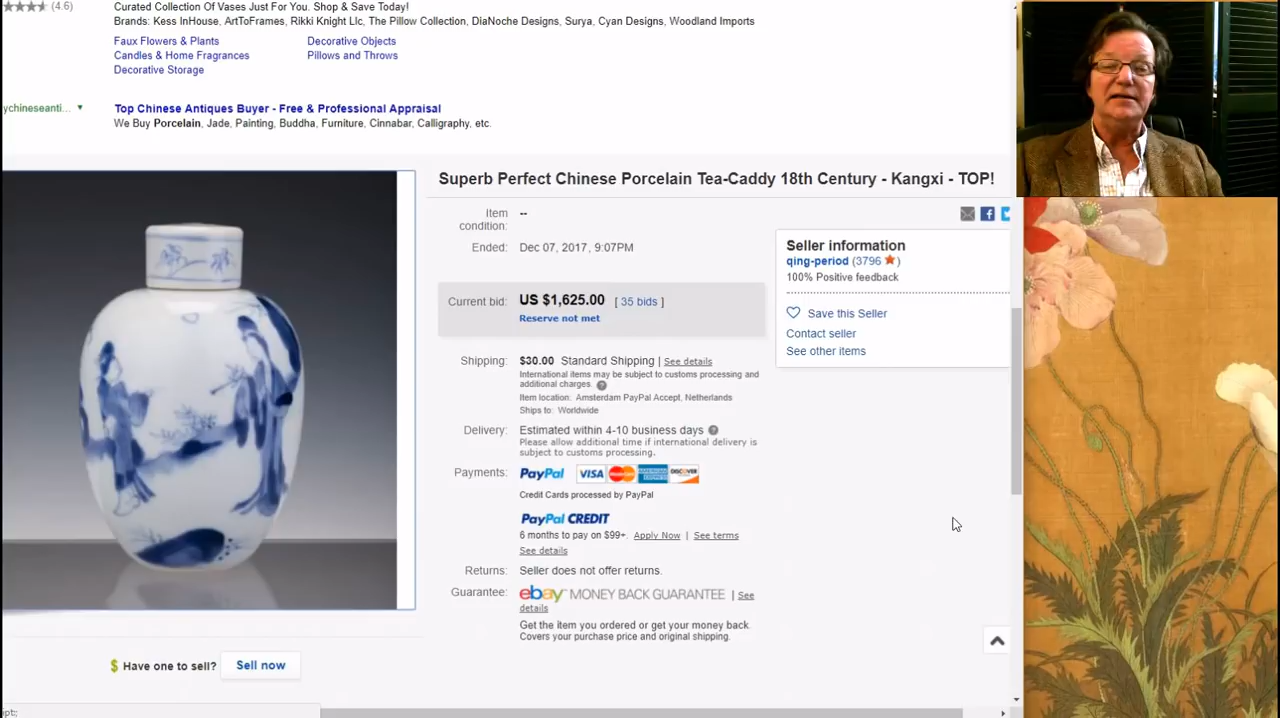 (4.6)
Curated Collection Of Vases Just For You. Shop & Save Today!
Brands: Kess InHouse, ArtToFrames, Rikki Knight Llc, The Pillow Collection, DiaNoche Designs, Surya, Cyan Designs, Woodland Imports
Faux Flowers & Plants
Decorative Objects
Candles & Home Fragrances
Pillows and Throws
Decorative Storage
ychineseanti...
Top Chinese Antiques Buyer - Free & Professional Appraisal
We Buy Porcelain, Jade, Painting, Buddha, Furniture, Cinnabar, Calligraphy, etc.
Superb Perfect Chinese Porcelain Tea-Caddy 18th Century - Kangxi - TOP!
Item condition:
--
Ended:
Dec 07, 2017, 9:07PM
Current bid:
US $1,625.00 [ 35 bids ]
Reserve not met
Shipping:
$30.00 Standard Shipping | See details
International items may be subject to customs processing and
additional charges. ?
Item location: Amsterdam PayPal Accept, Netherlands
Ships to: Worldwide
Delivery:
Estimated within 4-10 business days ?
Please allow additional time if international delivery is
subject to customs processing.
Payments:
PayPal VISA MasterCard AMERICAN EXPRESS DISCOVER
Credit Cards processed by PayPal
PayPal CREDIT
6 months to pay on $99+. Apply Now | See terms
See details
Returns:
Seller does not offer returns.
Guarantee:
ebay MONEY BACK GUARANTEE | See
details
Get the item you ordered or get your money back.
Covers your purchase price and original shipping.
Seller information
qing-period (3796 ★)
100% Positive feedback
Save this Seller
Contact seller
See other items
$ Have one to sell?
Sell now
ipt:;